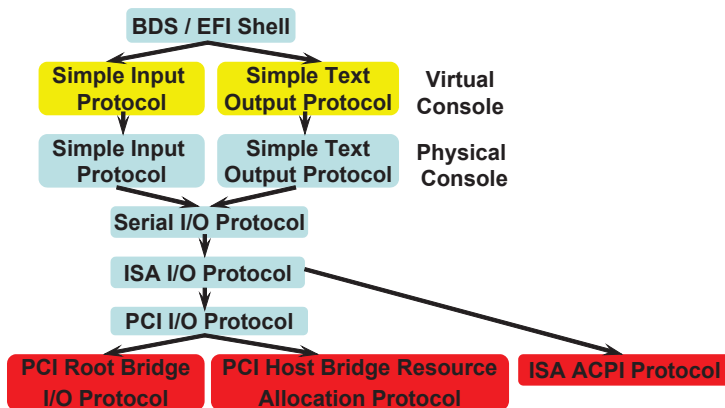 BDS / EFI Shell
Simple Input
Protocol
Simple Text
Output Protocol
Virtual
Console
Simple Input
Protocol
Simple Text
Output Protocol
Physical
Console
Serial I/O Protocol
ISA I/O Protocol
PCI I/O Protocol
PCI Root Bridge
I/O Protocol
PCI Host Bridge Resource
Allocation Protocol
ISA ACPI Protocol